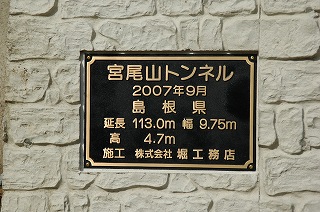 宮尾山トンネル
2007年9月
島根県
延長 113.0m 幅 9.75m
高 4.7m
施工 株式会社 堀工務店